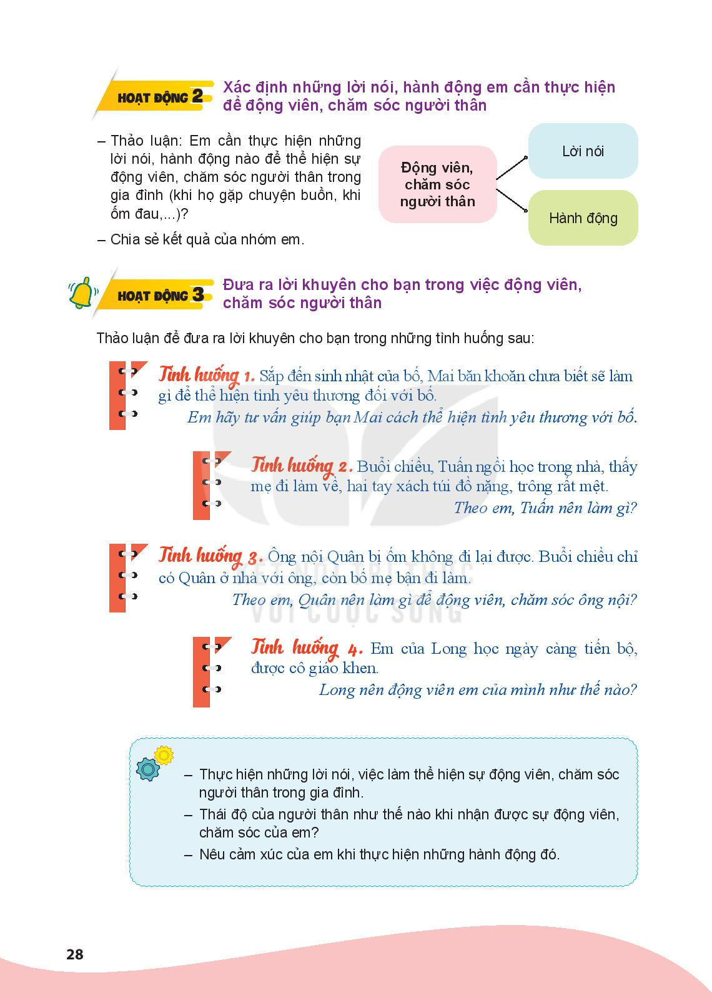 HOẠT ĐỘNG 2
Xác định những lời nói, hành động em cần thực hiện
để động viên, chăm sóc người thân
– Thảo luận: Em cần thực hiện những
lời nói, hành động nào để thể hiện sự
động viên, chăm sóc người thân trong
gia đình (khi họ gặp chuyện buồn, khi
ốm đau,...)?
– Chia sẻ kết quả của nhóm em.
Động viên,
chăm sóc
người thân
Lời nói
Hành động
HOẠT ĐỘNG 3
Đưa ra lời khuyên cho bạn trong việc động viên,
chăm sóc người thân
Thảo luận để đưa ra lời khuyên cho bạn trong những tình huống sau:
Tình huống 1. Sắp đến sinh nhật của bố, Mai băn khoăn chưa biết sẽ làm
gì để thể hiện tình yêu thương đối với bố.
Em hãy tư vấn giúp bạn Mai cách thể hiện tình yêu thương với bố.
Tình huống 2. Buổi chiều, Tuấn ngồi học trong nhà, thấy
mẹ đi làm về, hai tay xách túi đồ nặng, trông rất mệt.
Theo em, Tuấn nên làm gì?
Tình huống 3. Ông nội Quân bị ốm không đi lại được. Buổi chiều chỉ
có Quân ở nhà với ông, còn bố mẹ bận đi làm.
Theo em, Quân nên làm gì để động viên, chăm sóc ông nội?
KẾT NỐI TRI THỨC
VỚI CUỘC SỐNG
Tình huống 4. Em của Long học ngày càng tiến bộ,
được cô giáo khen.
Long nên động viên em của mình như thế nào?
– Thực hiện những lời nói, việc làm thể hiện sự động viên, chăm sóc
người thân trong gia đình.
– Thái độ của người thân như thế nào khi nhận được sự động viên,
chăm sóc của em?
– Nêu cảm xúc của em khi thực hiện những hành động đó.
28